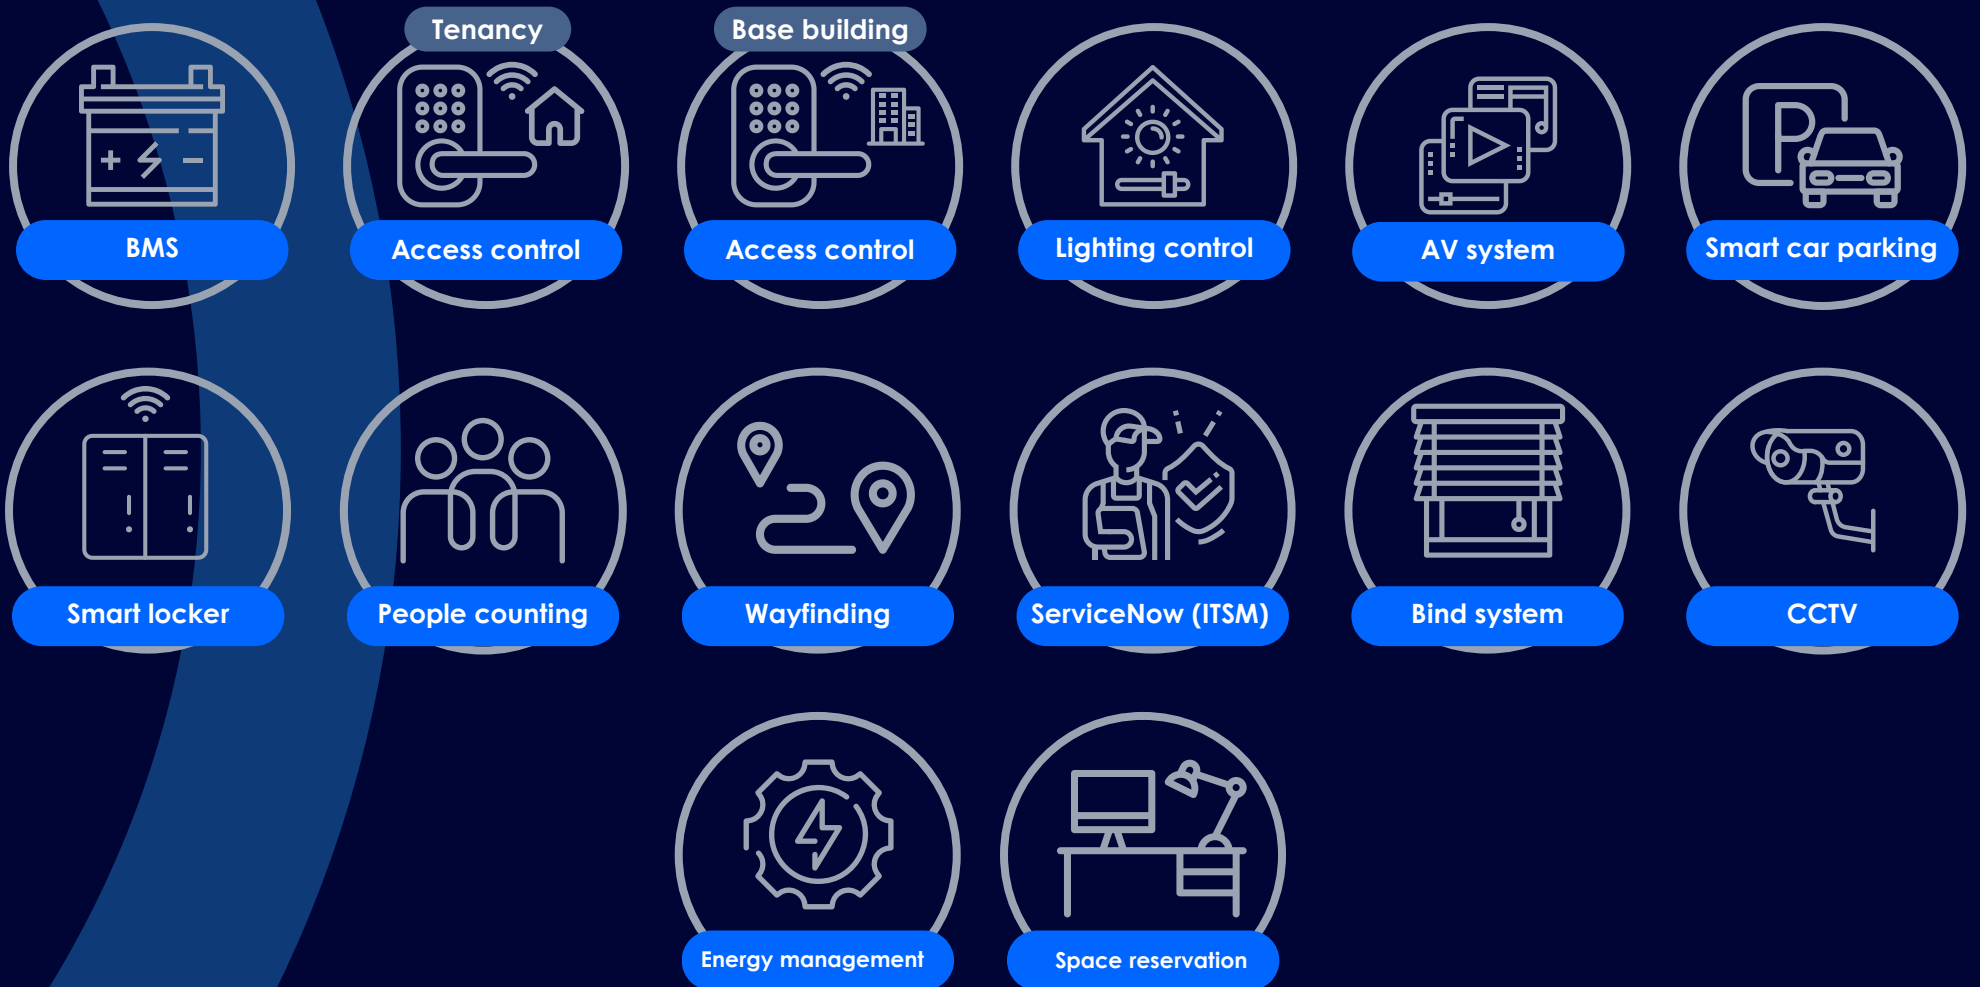 Tenancy
Base building
BMS
Access control
Access control
Lighting control
AV system
Smart car parking
Smart locker
People counting
Wayfinding
ServiceNow (ITSM)
Bind system
CCTV
Energy management
Space reservation